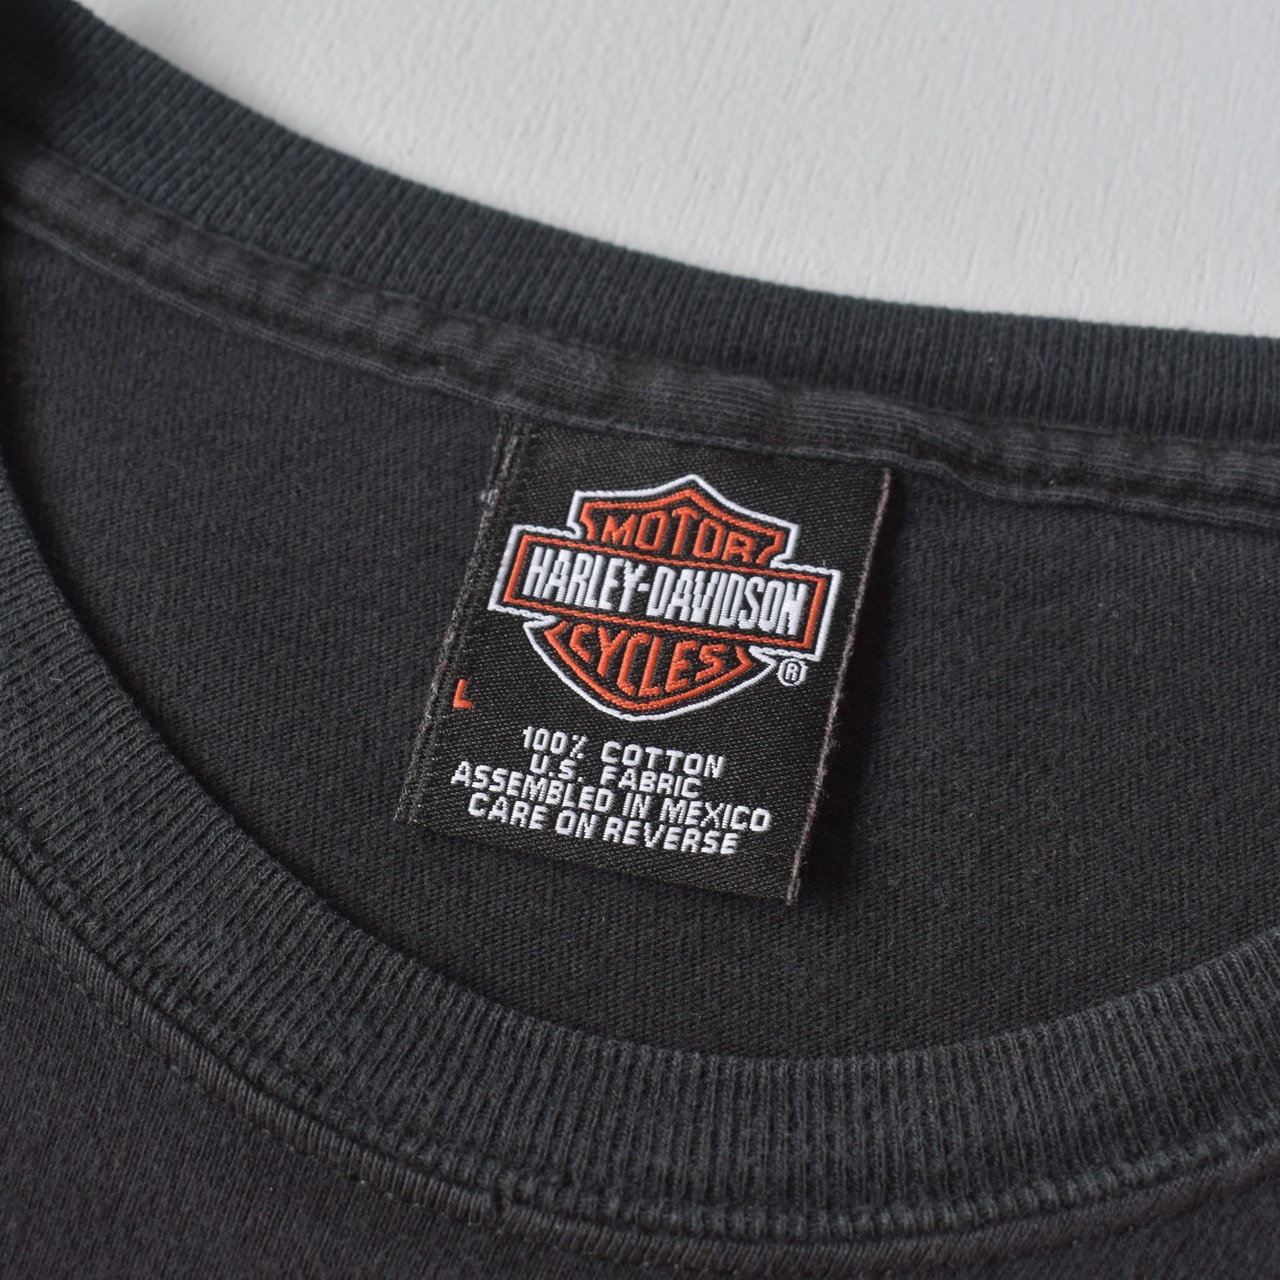 MOTOR
HARLEY-DAVIDSON
CYCLES
®
L
100% COTTON
U.S. FABRIC
ASSEMBLED IN MEXICO
CARE ON REVERSE